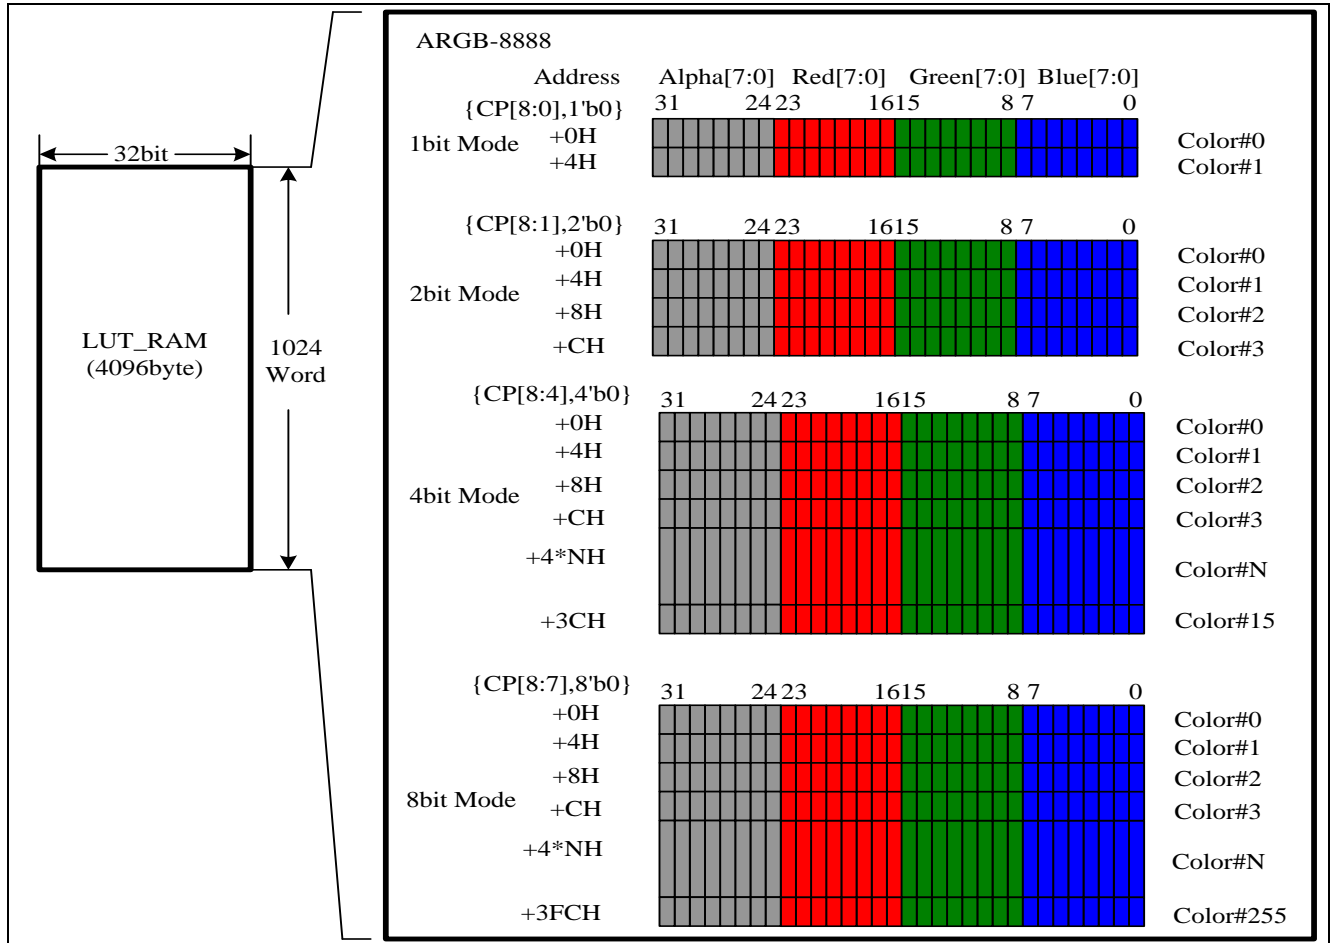 ARGB-8888
Address Alpha[7:0] Red[7:0] Green[7:0] Blue[7:0]
{CP[8:0],1'b0} 31 24 23 16 15 8 7 0
1bit Mode
+0H Color#0
+4H Color#1
32bit
{CP[8:1],2'b0} 31 24 23 16 15 8 7 0
+0H Color#0
+4H Color#1
2bit Mode
+8H Color#2
+CH Color#3
LUT_RAM
(4096byte)
1024
Word
{CP[8:4],4'b0} 31 24 23 16 15 8 7 0
+0H Color#0
+4H Color#1
4bit Mode
+8H Color#2
+CH Color#3
+4*NH Color#N
+3CH Color#15
{CP[8:7],8'b0} 31 24 23 16 15 8 7 0
+0H Color#0
+4H Color#1
+8H Color#2
8bit Mode
+CH Color#3
+4*NH Color#N
+3FCH Color#255